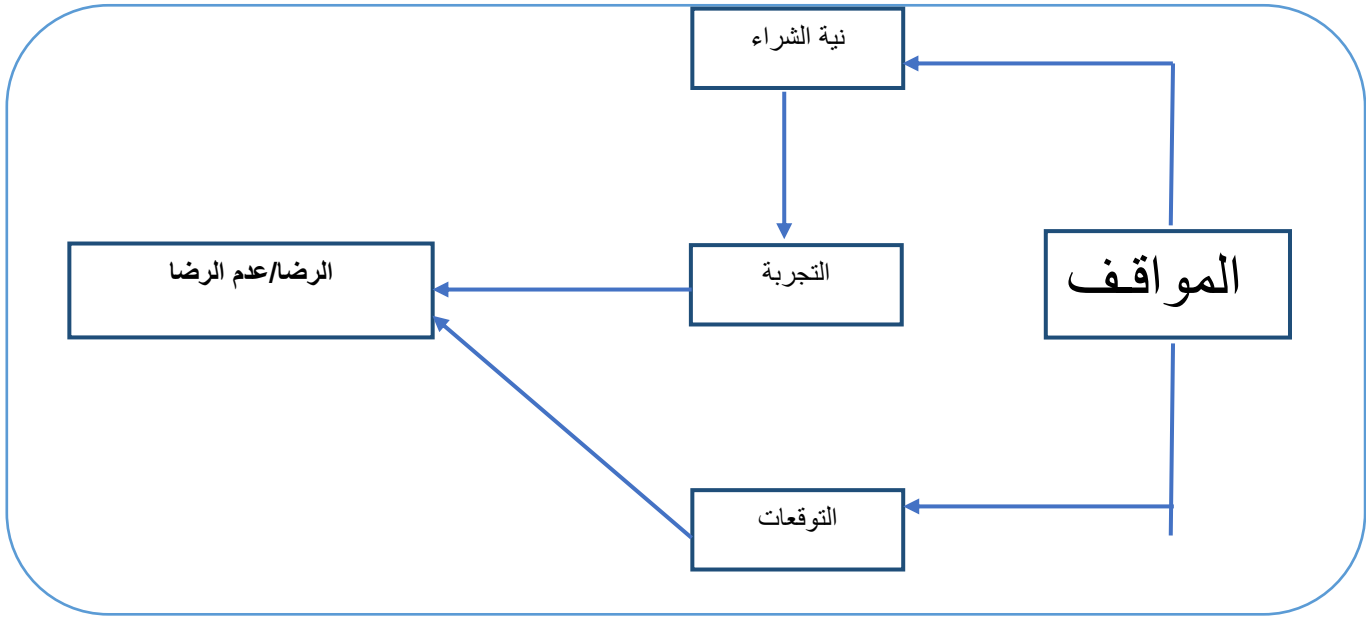 نية الشراء
المواقف
التجربة
الرضا/عدم الرضا
التوقعات